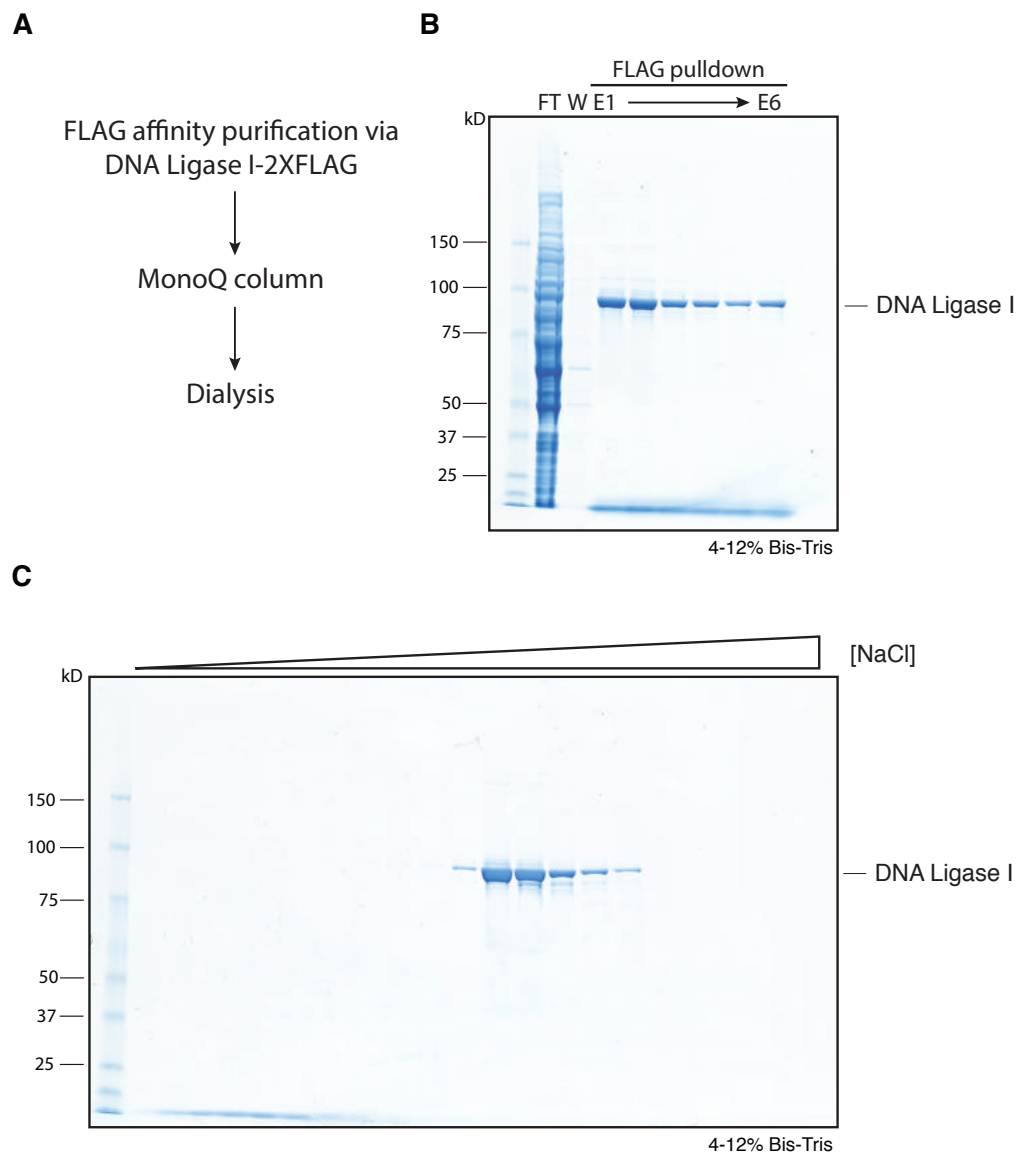 A
FLAG affinity purification via
DNA Ligase I-2XFLAG
MonoQ column
Dialysis
B
FLAG pulldown
FT W E1 E6
kD
150
100
75
50
37
25
DNA Ligase I
4-12% Bis-Tris
C
[NaCl]
kD
150
100
75
50
37
25
DNA Ligase I
4-12% Bis-Tris